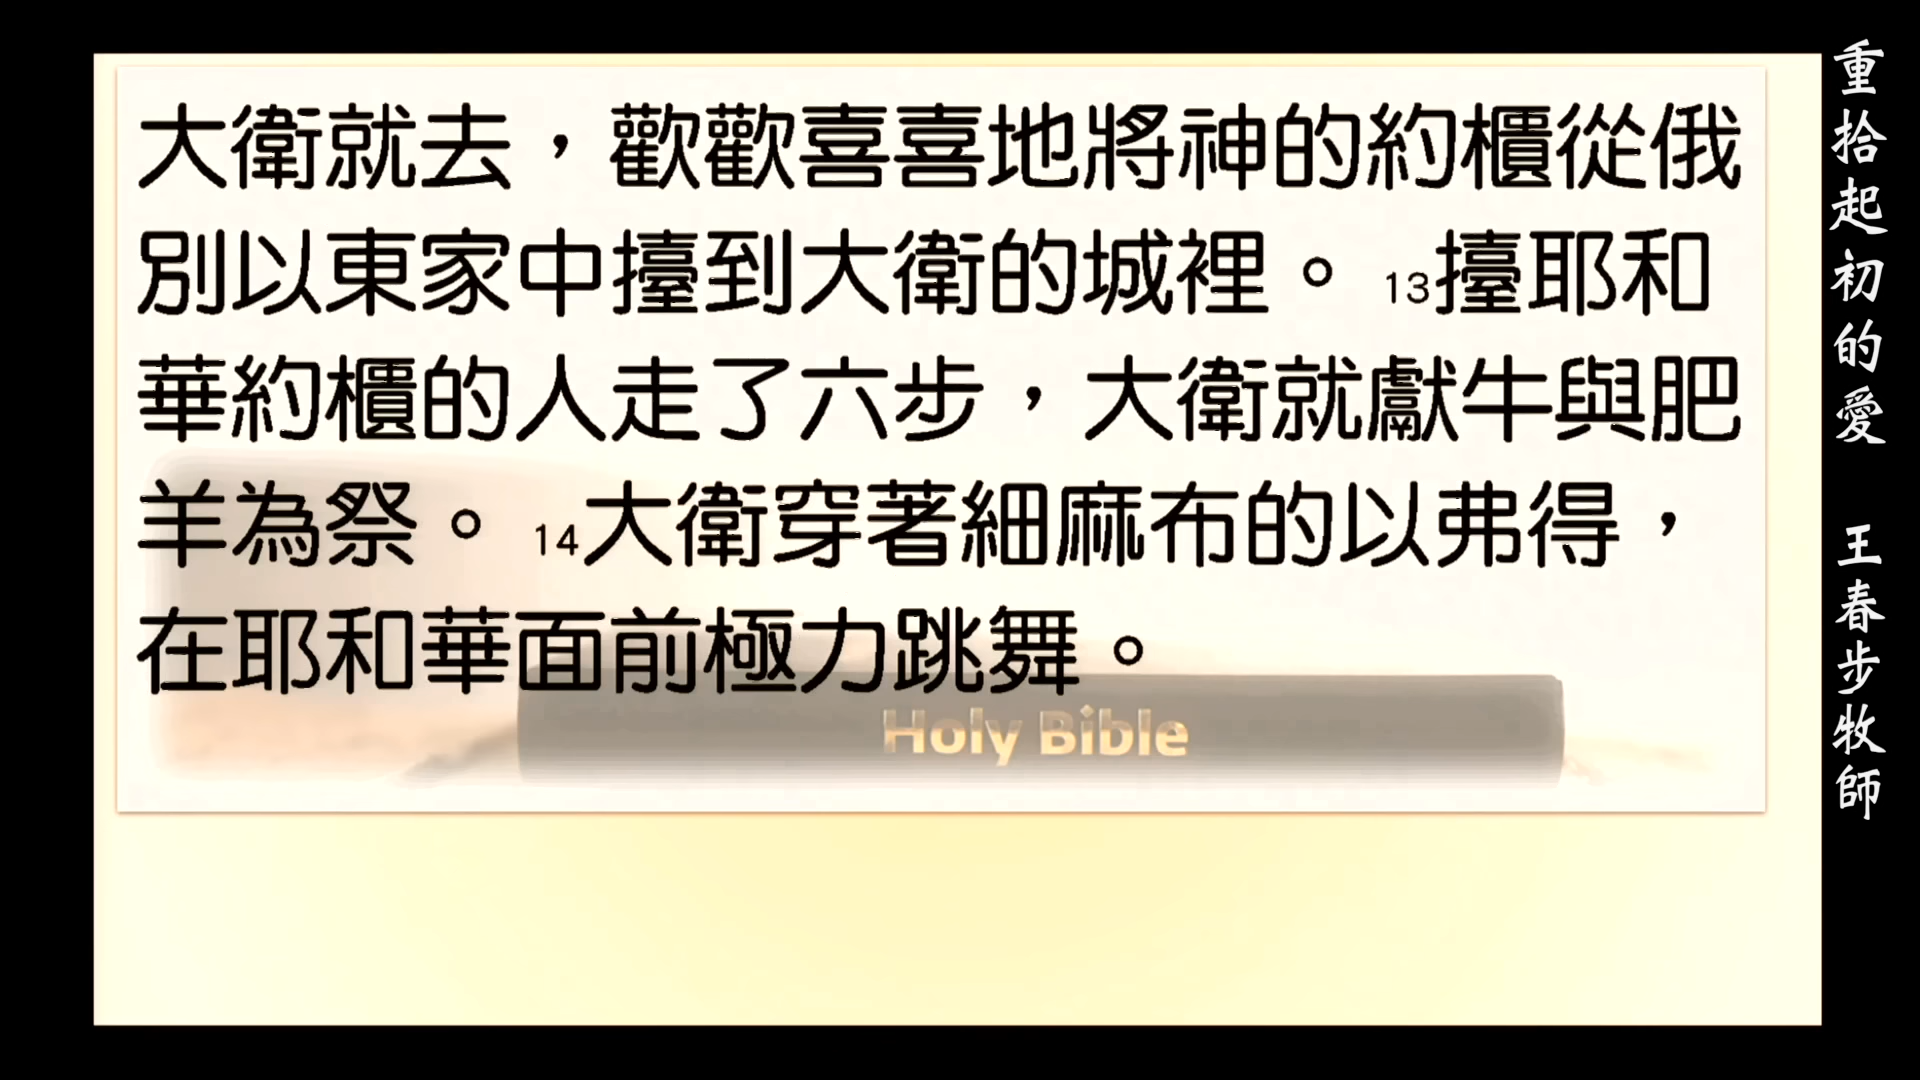 大衛就去，歡歡喜喜地將神的約櫃從俄
別以東家中擡到大衛的城裡。 13擡耶和
華約櫃的人走了六步，大衛就獻牛與肥
羊為祭。 14大衛穿著細麻布的以弗得，
在耶和華面前極力跳舞。
Holy Bible
重拾起初的愛 王春步牧師